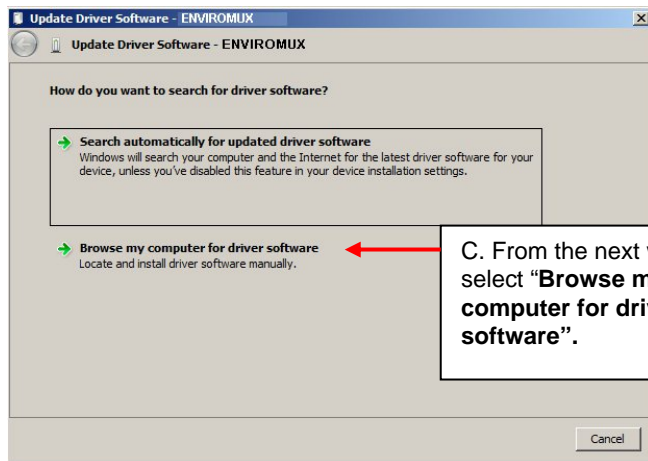 Update Driver Software - ENVIROMUX
Update Driver Software - ENVIROMUX
How do you want to search for driver software?
Search automatically for updated driver software
Windows will search your computer and the Internet for the latest driver software for your
device, unless you've disabled this feature in your device installation settings.
Browse my computer for driver software
Locate and install driver software manually.
C. From the next
select “Browse
computer for
software”.
Cancel